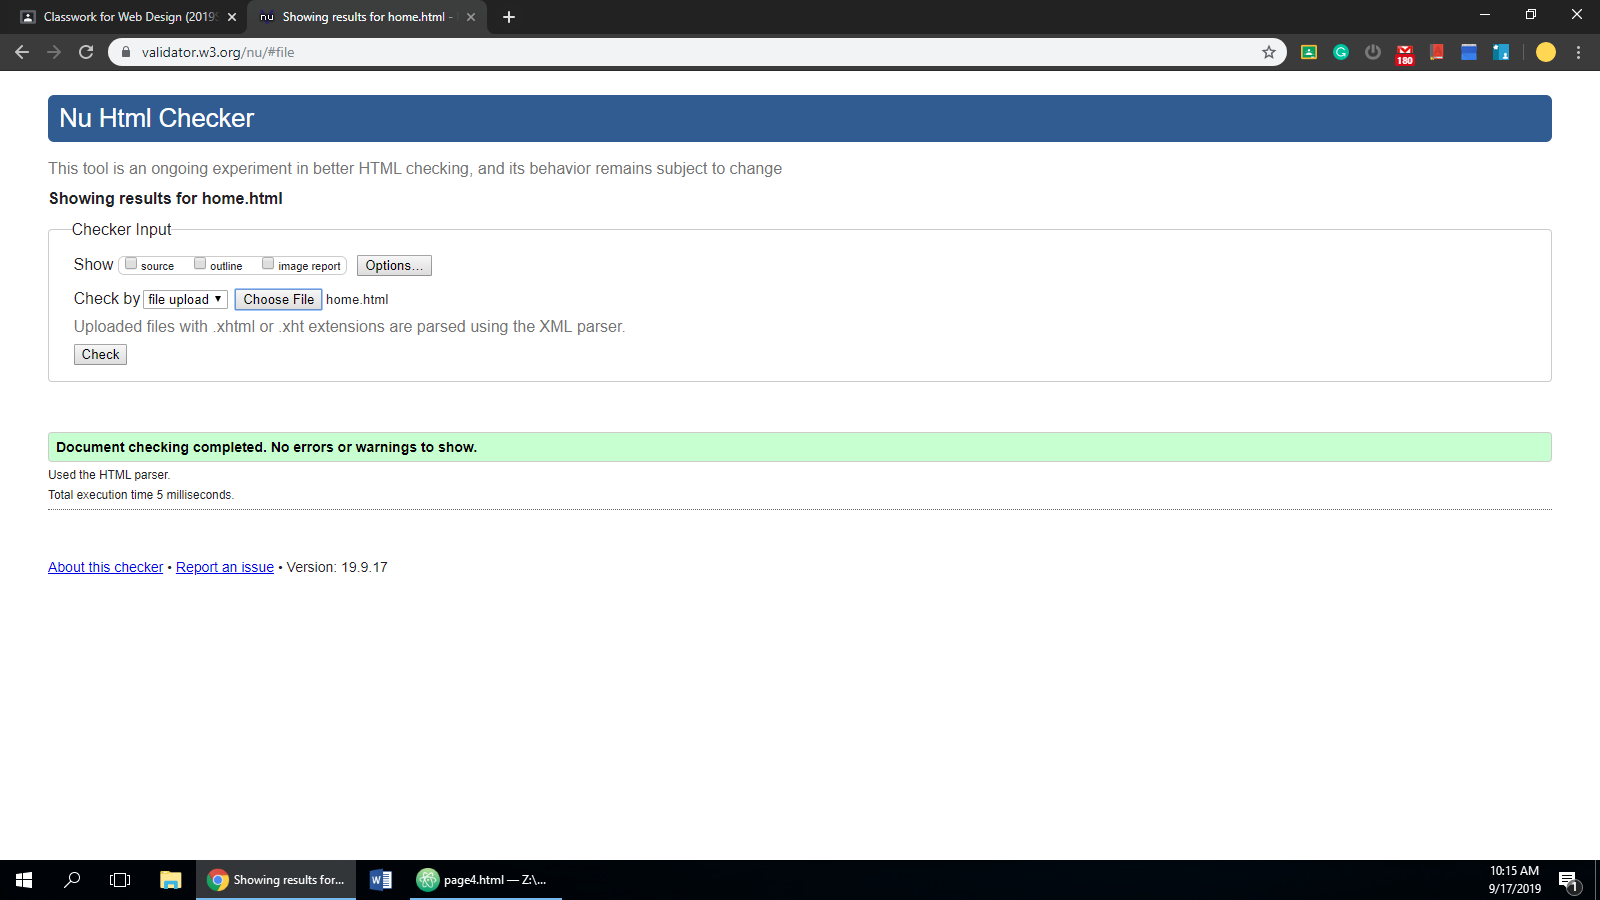 Classwork for Web Design (2019S
nu Showing results for home.html -
validator.w3.org/nu/#file
180
Nu Html Checker
This tool is an ongoing experiment in better HTML checking, and its behavior remains subject to change
Showing results for home.html
Checker Input
Show source outline image report Options...
Check by file upload Choose File home.html
Uploaded files with .xhtml or .xht extensions are parsed using the XML parser.
Check
Document checking completed. No errors or warnings to show.
Used the HTML parser.
Total execution time 5 milliseconds.
About this checker • Report an issue • Version: 19.9.17
Showing results for... page4.html — Z:\...
10:15 AM
9/17/2019
1